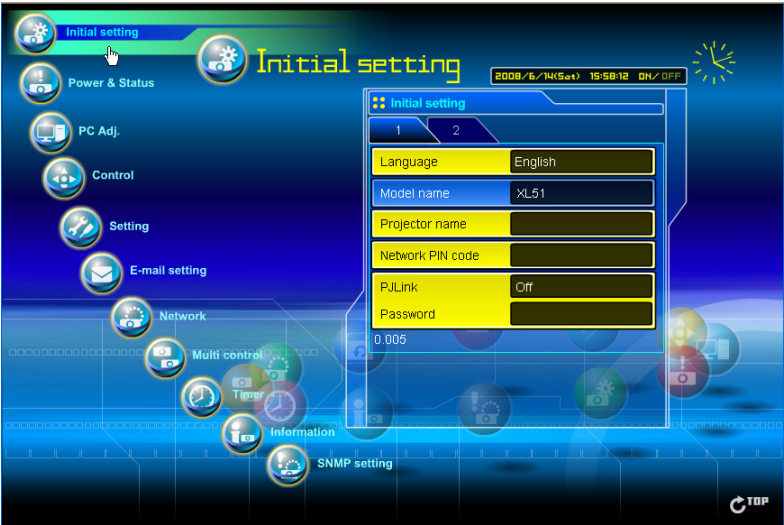 Initial setting
Initial setting
2008/6/14(Sat) 15:58:12 ON/OFF
Power & Status
Initial setting
1 2
PC Adj.
Language English
Control
Model name XL51
Projector name
Setting
Network PIN code
E-mail setting
PJLink Off
Network
Password
0.005
Multi control
Timer
Information
SNMP setting
TOP